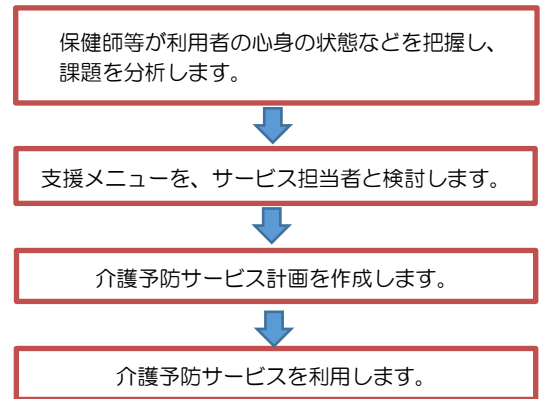 保健師等が利用者の心身の状態などを把握し、
課題を分析します。
支援メニューを、サービス担当者と検討します。
介護予防サービス計画を作成します。
介護予防サービスを利用します。